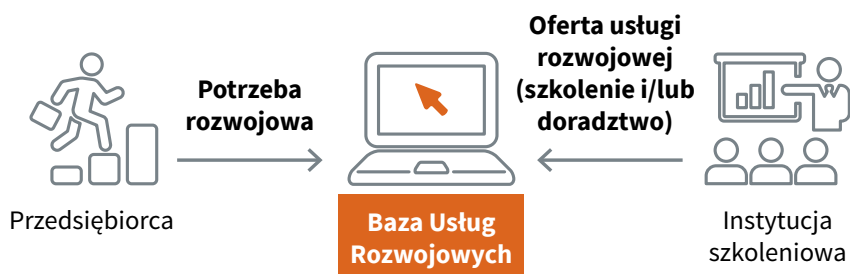 Potrzeba
rozwojowa
Oferta usługi
rozwojowej
(szkolenie i/lub
doradztwo)
Przedsiębiorca
Baza Usług
Rozwojowych
Instytucja
szkoleniowa